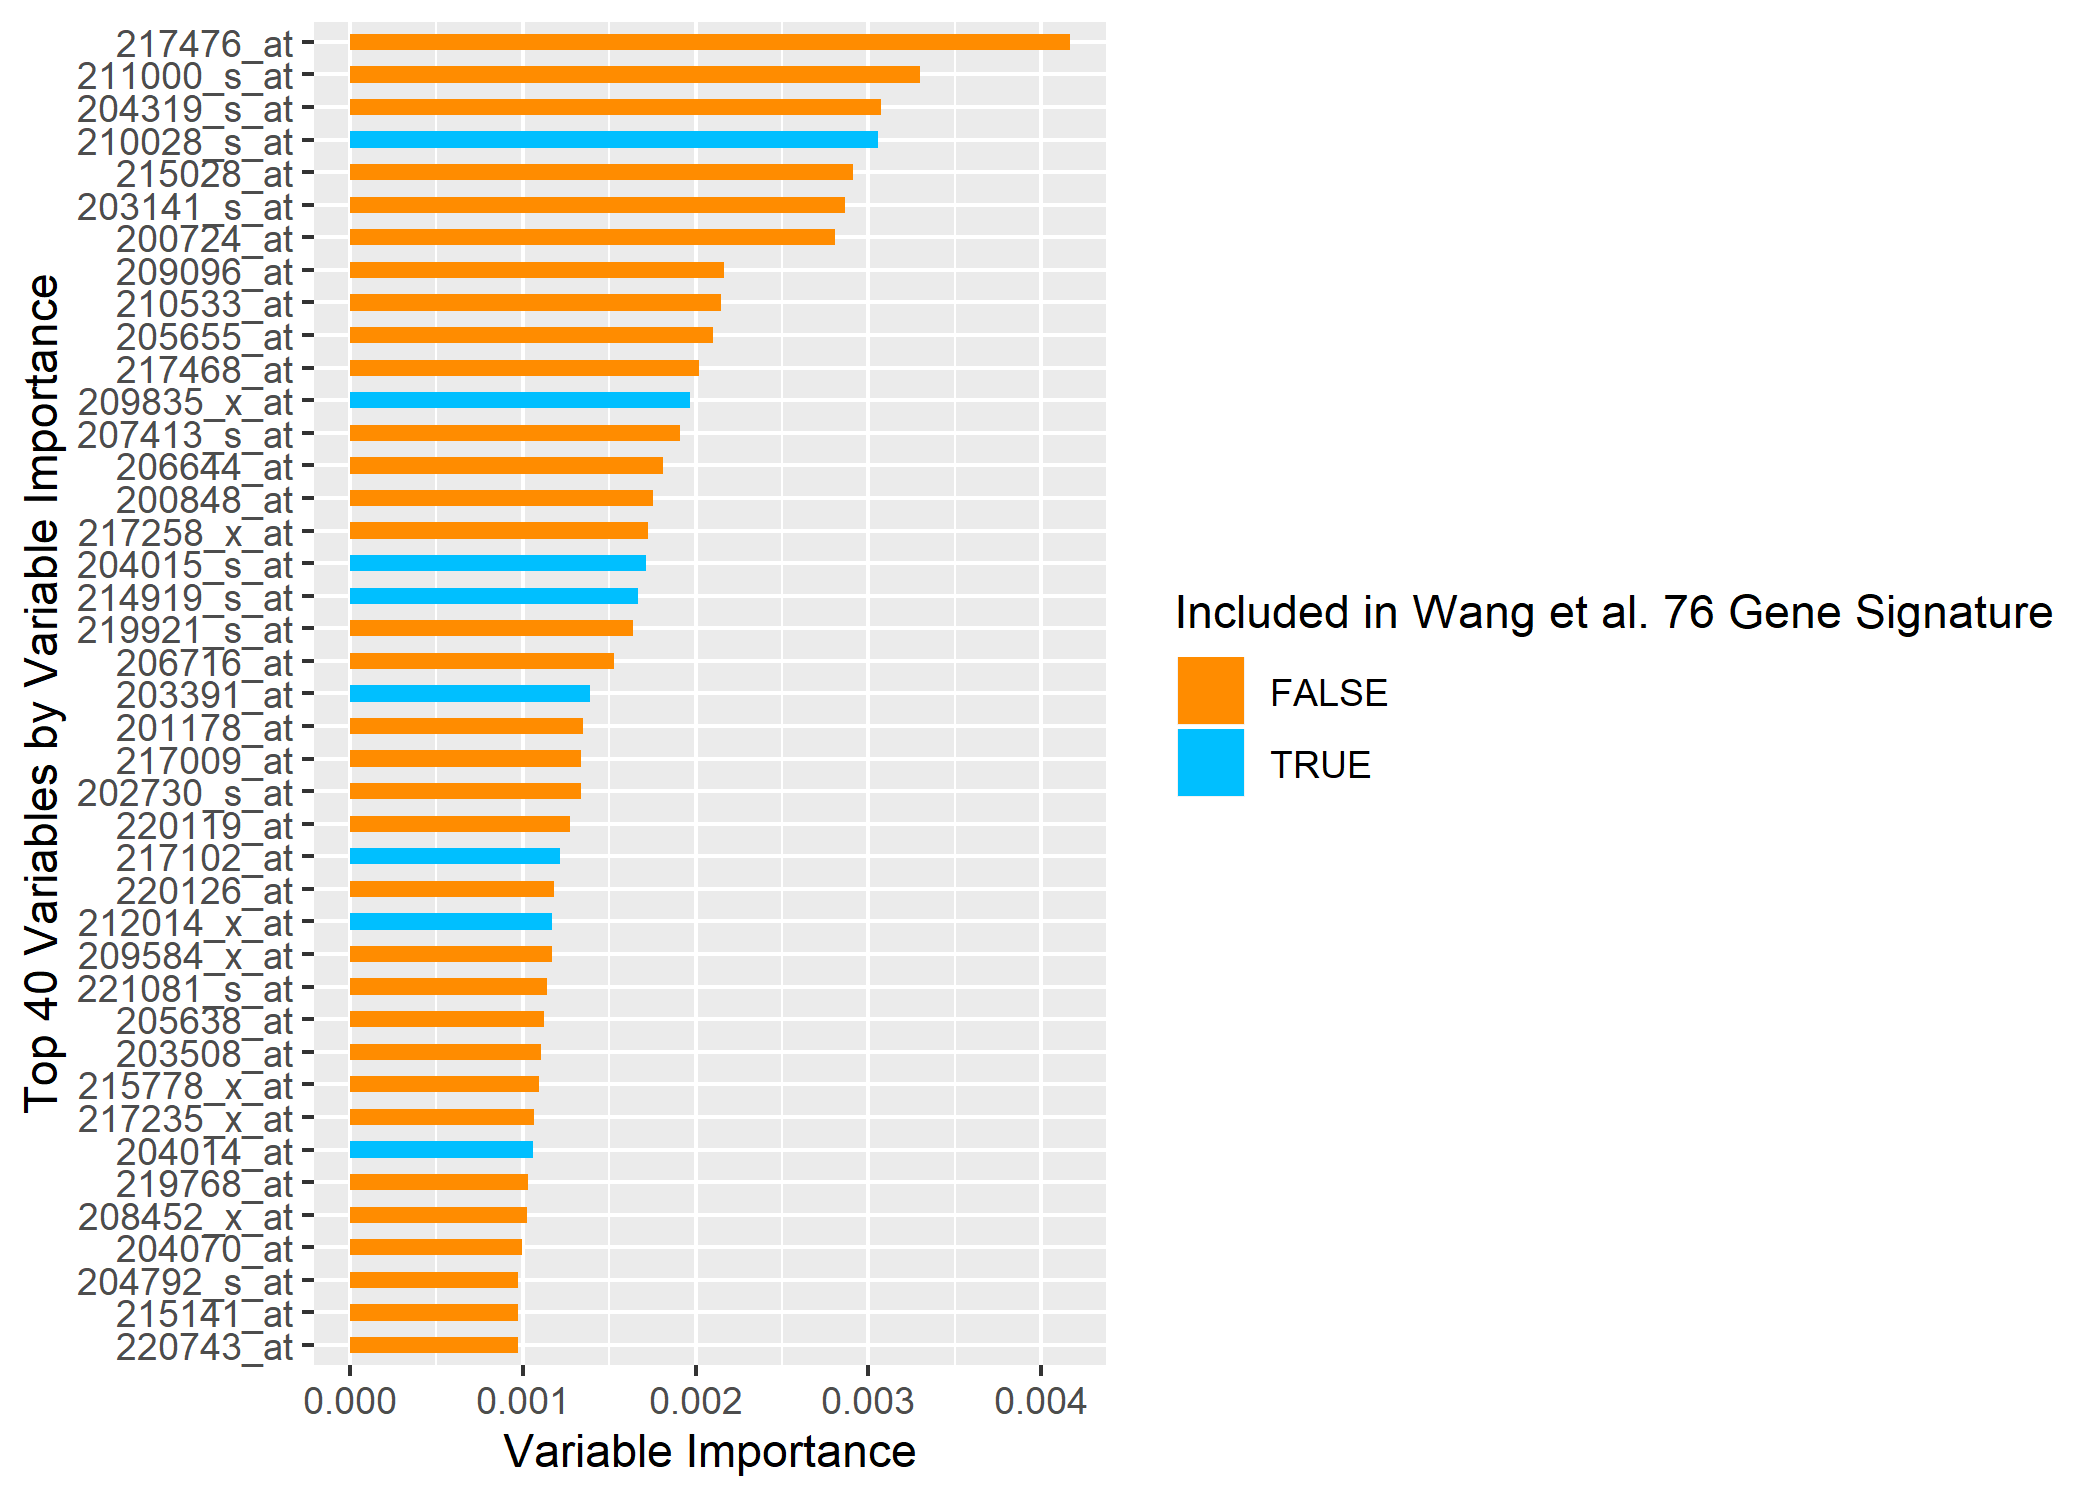 Top 40 Variables by Variable Importance
217476_at
211000_s_at
204319_s_at
210028_s_at
215028_at
203141_s_at
200724_at
209096_at
210533_at
205655_at
217468_at
209835_x_at
207413_s_at
206644_at
200848_at
217258_x_at
204015_s_at
214919_s_at
219921_s_at
206716_at
203391_at
201178_at
217009_at
202730_s_at
220119_at
217102_at
220126_at
212014_x_at
209584_x_at
221081_s_at
205638_at
203508_at
215778_x_at
217235_x_at
204014_at
219768_at
208452_x_at
204070_at
204792_s_at
215141_at
220743_at
0.000 0.001 0.002 0.003 0.004
Variable Importance
Included in Wang et al. 76 Gene Signature
FALSE
TRUE